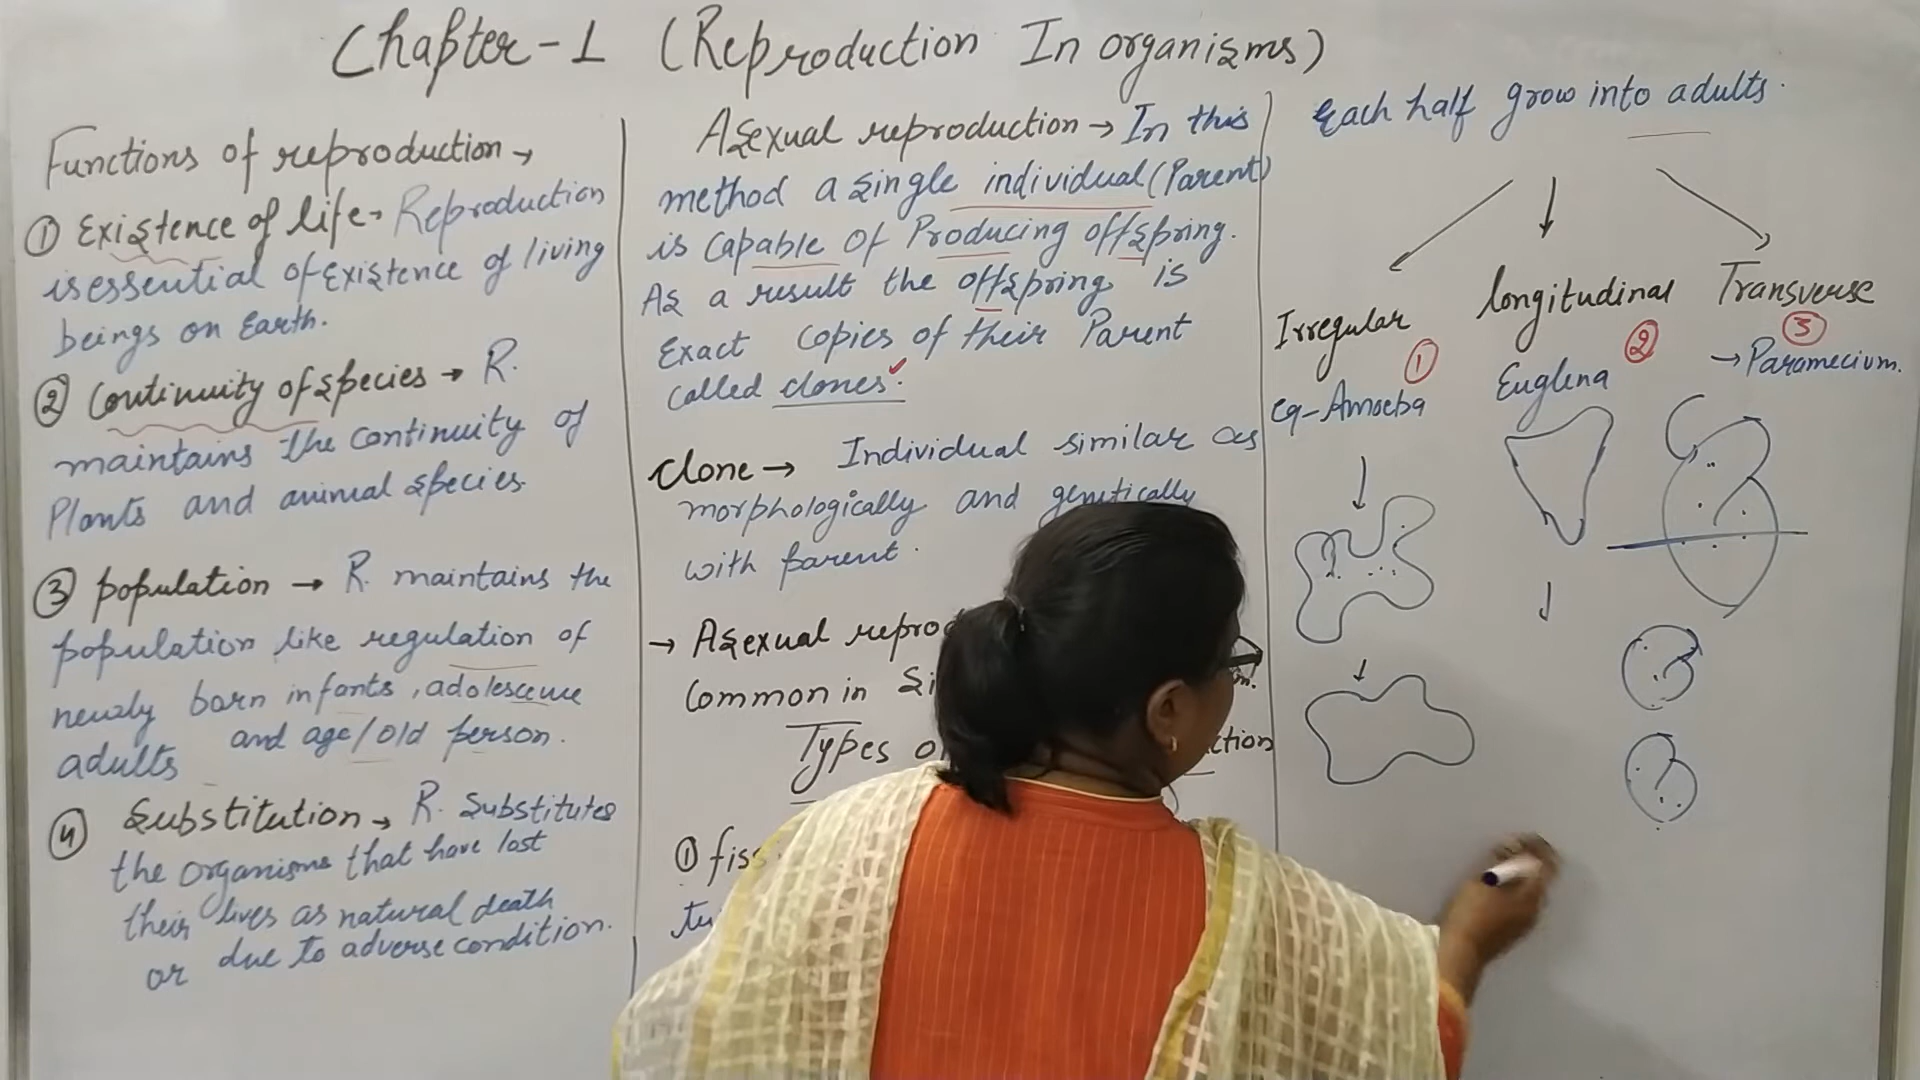 Chapter-1 (Reproduction In organisms)
Functions of reproduction →
① Existence of life → Reproduction
is essential of existence of living
beings on Earth.
② Continuity of species → R.
maintains the continuity of
Plants and animal species.
③ population → R. maintains the
population like regulation of
newly born infants, adolescence
adults and age/old person.
④ Substitution → R. substitutes
the organisms that have lost
their lives as natural death
or due to adverse condition.
Asexual reproduction → In this
method a single individual (Parent)
is capable of Producing offspring.
As a result the offspring is
Exact copies of their Parent
called clones.
clone → Individual similar as
morphologically and genetically
with parent.
→ Asexual
common in
Types
① 
Each half grow into adults.
Irregular ①
eg-Amoeba
longitudinal ②
Euglena
Transverse ③
→ Paramecium.